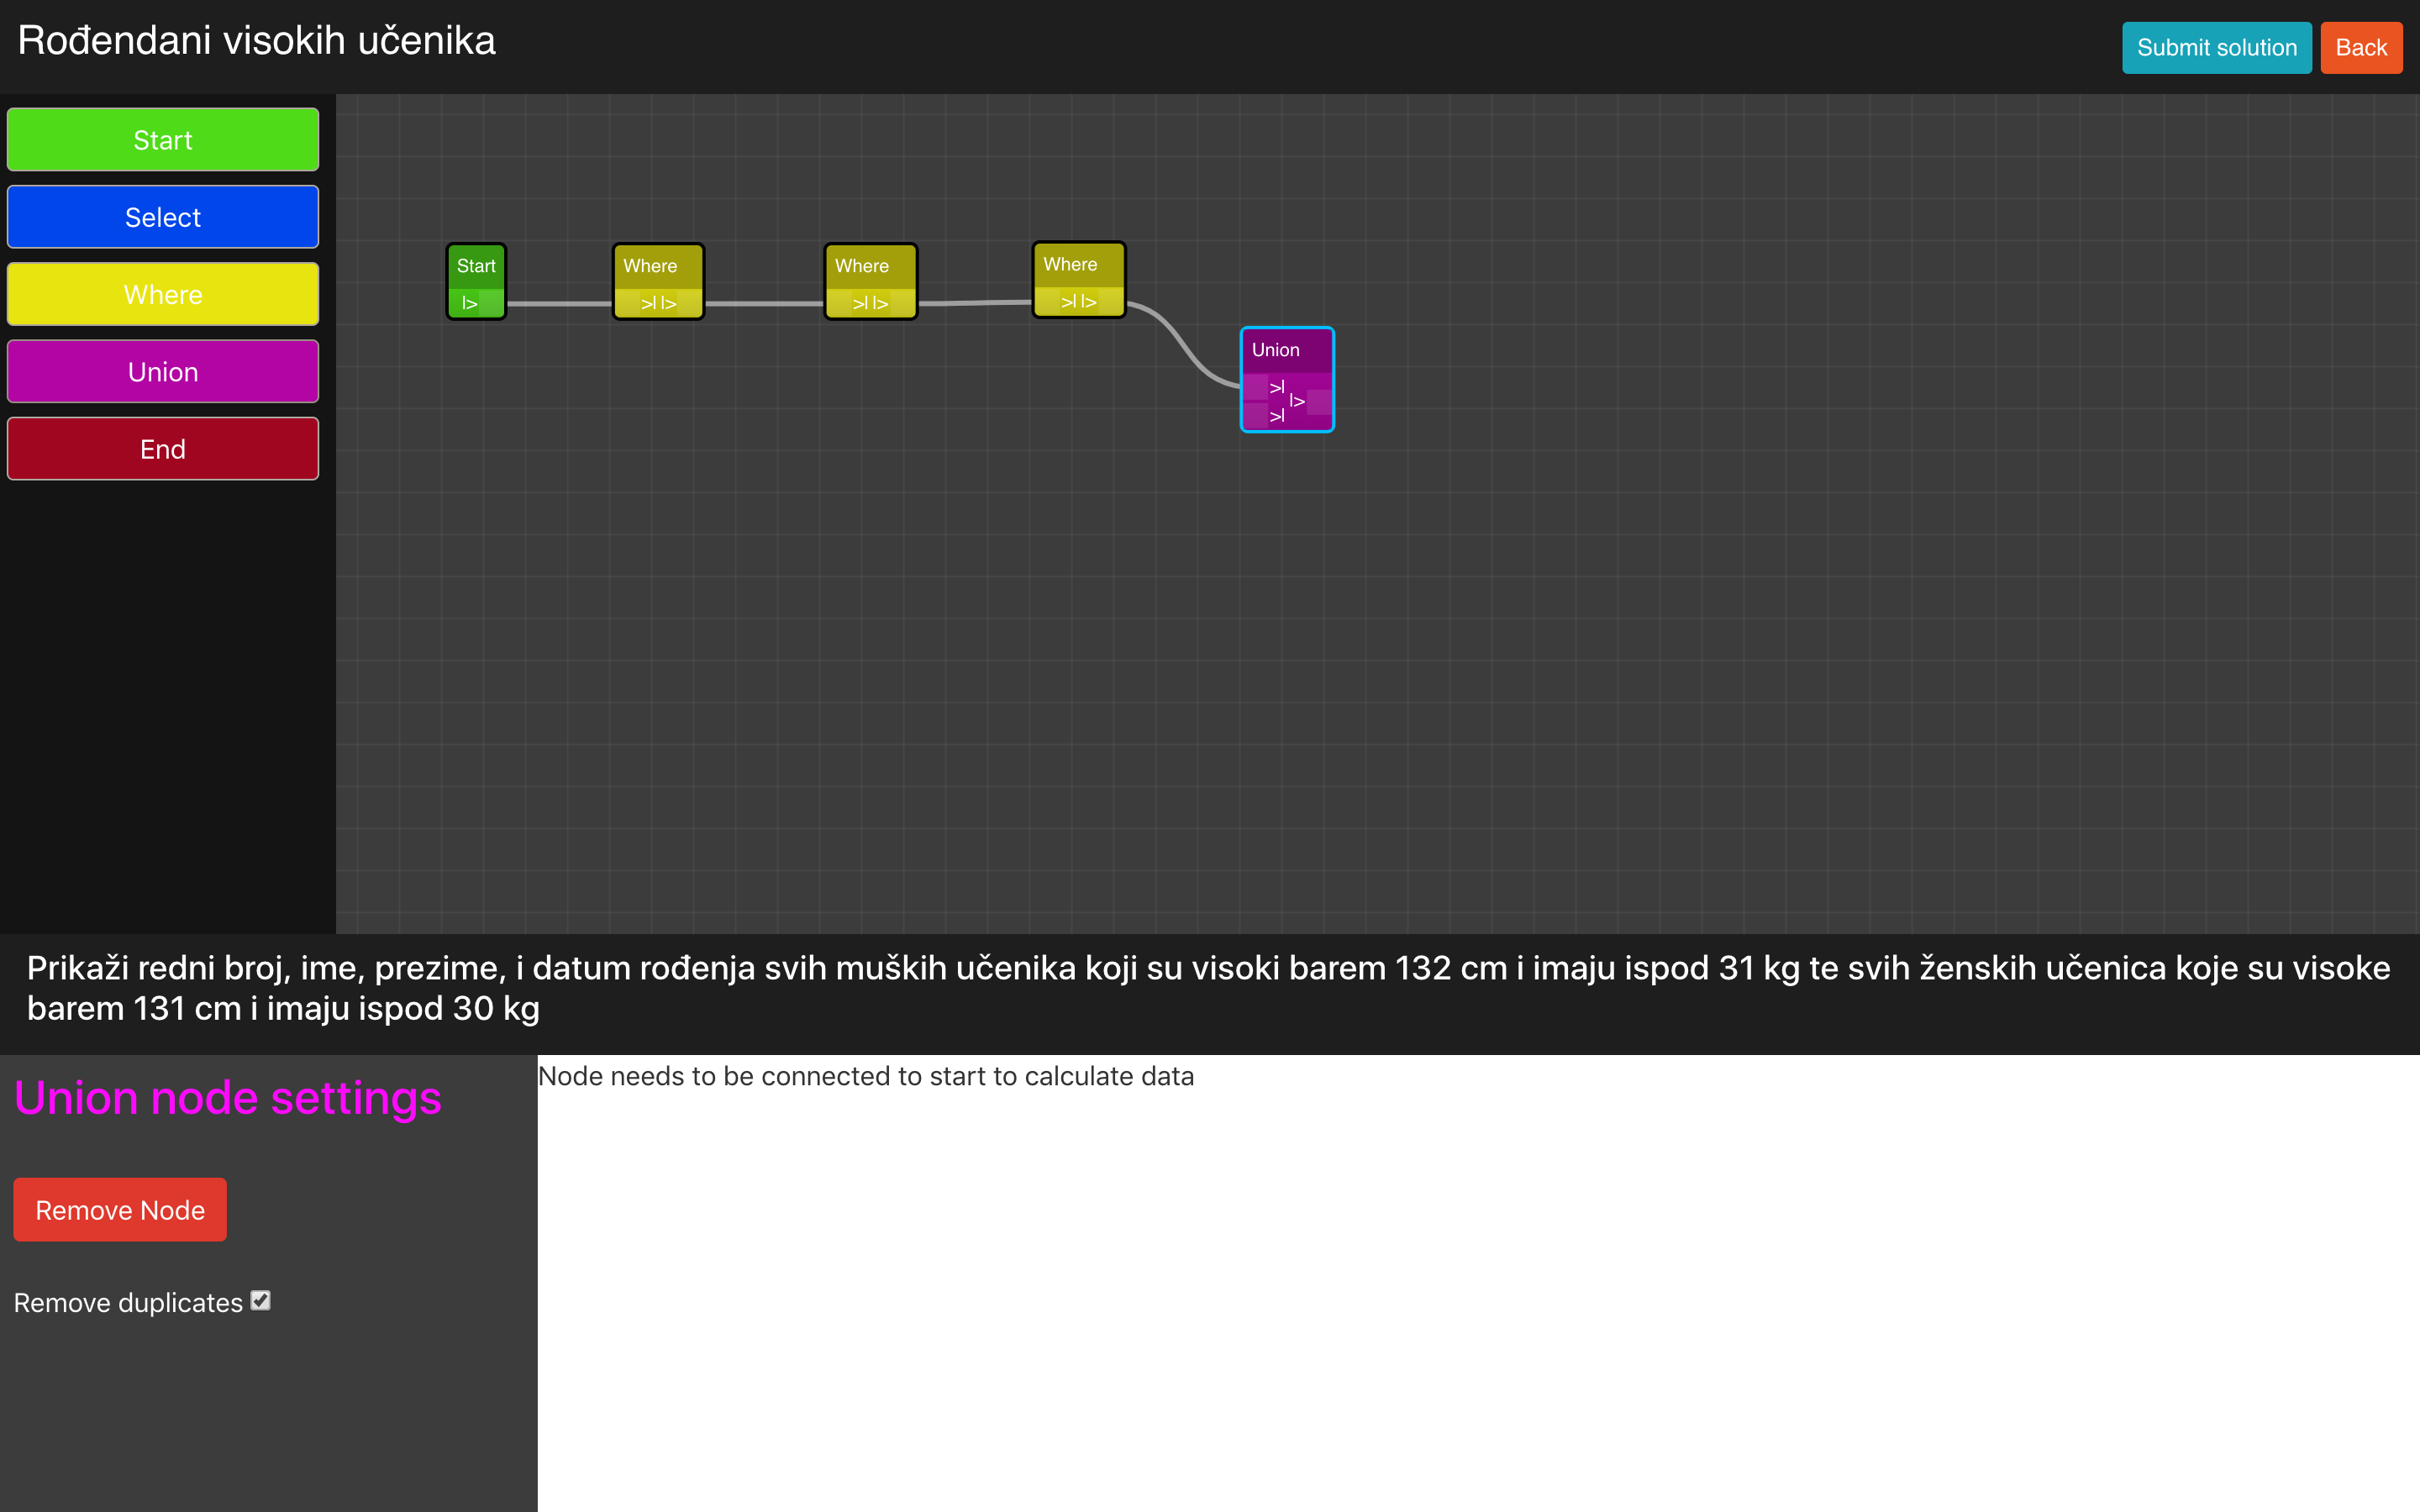 Rođendani visokih učenika
Submit solution
Back
Start
Select
Where
Union
End
Start
|>
Where
>| |>
Where
>| |>
Where
>| |>
Union
>|
|>
>|
Prikaži redni broj, ime, prezime, i datum rođenja svih muških učenika koji su visoki barem 132 cm i imaju ispod 31 kg te svih ženskih učenica koje su visoke
barem 131 cm i imaju ispod 30 kg
Union node settings
Node needs to be connected to start to calculate data
Remove Node
Remove duplicates